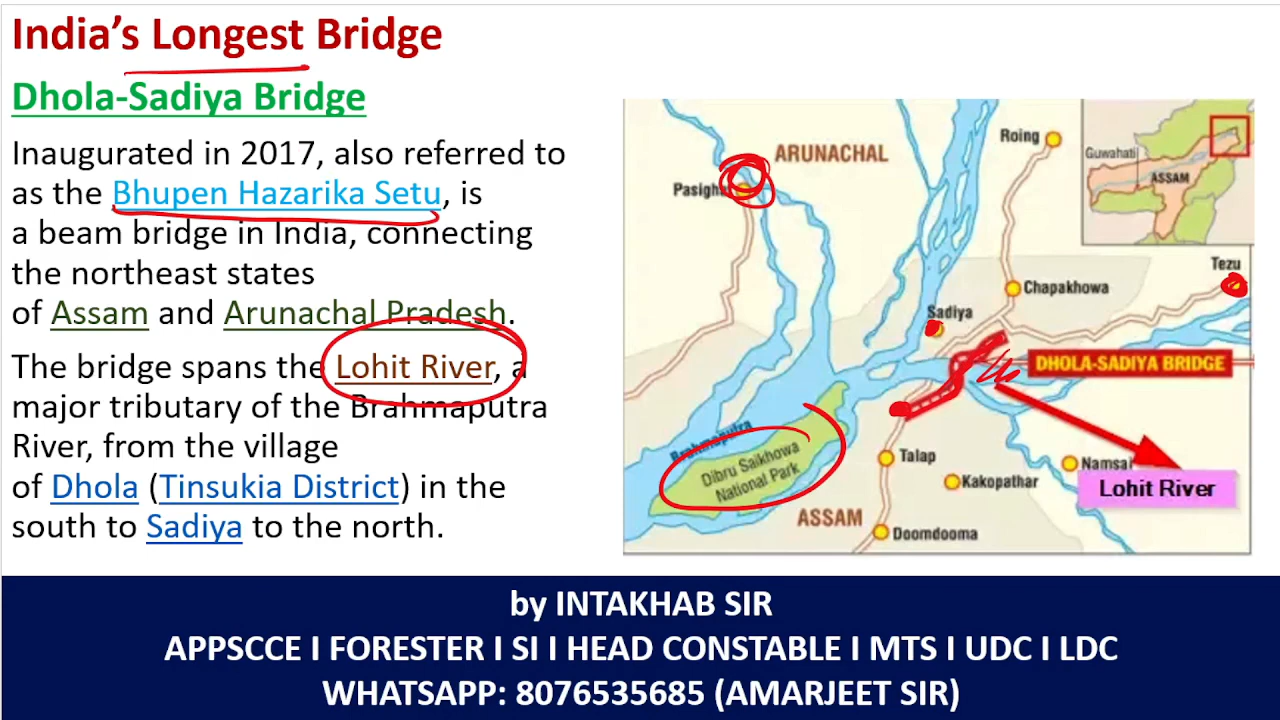 India's Longest Bridge
Dhola-Sadiya Bridge
Inaugurated in 2017, also referred to
as the Bhupen Hazarika Setu, is
a beam bridge in India, connecting
the northeast states
of Assam and Arunachal Pradesh.
The bridge spans the Lohit River, a
major tributary of the Brahmaputra
River, from the village
of Dhola (Tinsukia District) in the
south to Sadiya to the north.
ARUNACHAL
Roing
Guwahati
ASSAM
Pasighat
Tezu
Chapakhowa
Sadiya
DHOLA-SADIYA BRIDGE
Brahmaputra
Dibru Saikhowa
National Park
Talap
Namsai
Kakopathar
Lohit River
ASSAM
Doomdooma
by INTAKHAB SIR
APPSCCE I FORESTER I SI I HEAD CONSTABLE I MTS I UDC I LDC
WHATSAPP: 8076535685 (AMARJEET SIR)